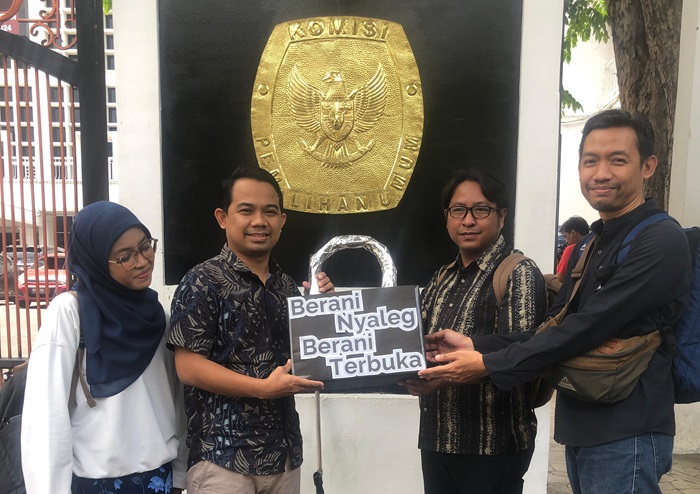 KOMISI
PEMILIHAN UMUM
Berani
Nyaleg
Berani
Terbuka